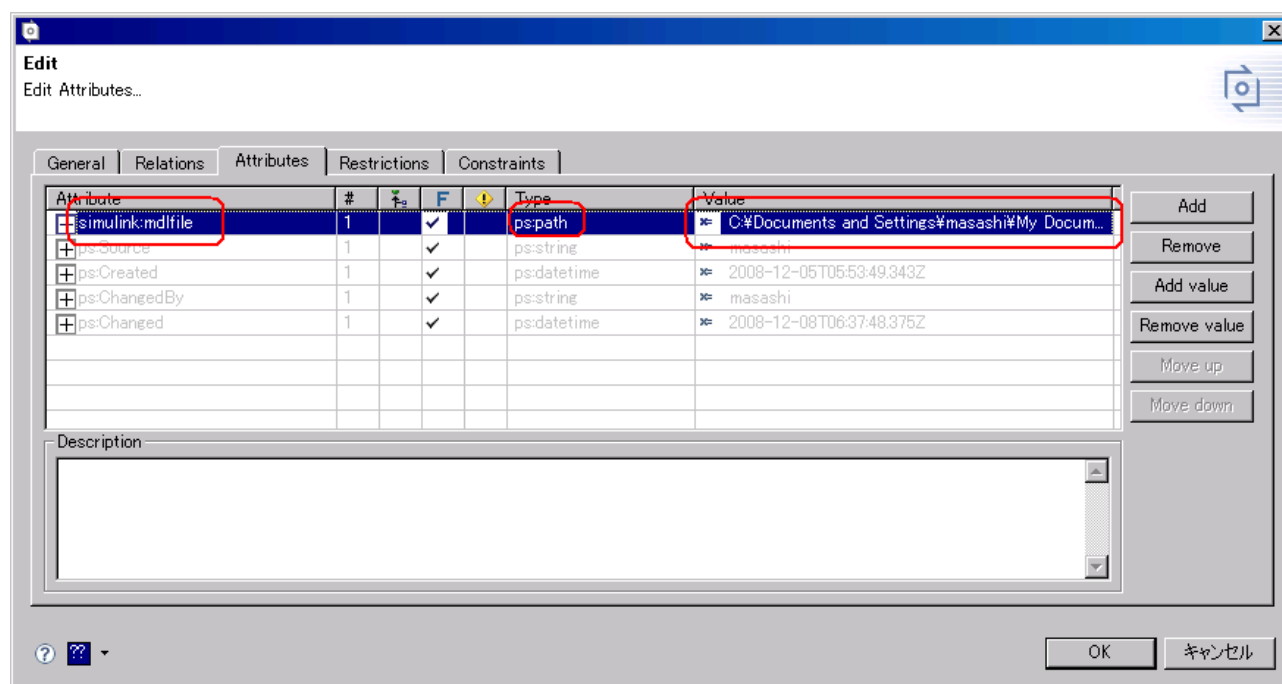 Edit
Edit Attributes...
General Relations Attributes Restrictions Constraints
Attribute # F Type Value
simulink:mdlfile 1 ps:path C:¥Documents and Settings¥masashi¥My Docum...
ps:Source 1 ps:string masashi
ps:Created 1 ps:datetime 2008-12-05T05:53:49.343Z
ps:ChangedBy 1 ps:string masashi
ps:Changed 1 ps:datetime 2008-12-08T06:37:48.375Z
Add
Remove
Add value
Remove value
Move up
Move down
Description
?? OK キャンセル